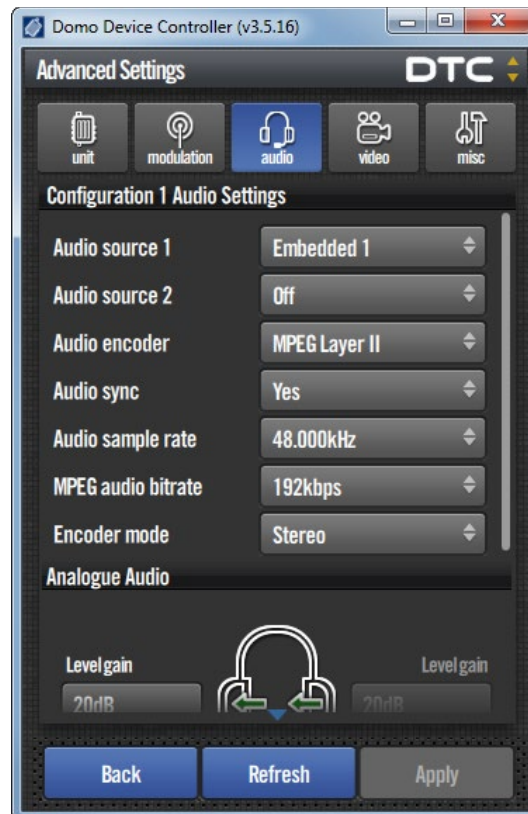 Domo Device Controller (v3.5.16)
Advanced Settings DTC
unit modulation audio video misc
Configuration 1 Audio Settings
Audio source 1 Embedded 1
Audio source 2 Off
Audio encoder MPEG Layer II
Audio sync Yes
Audio sample rate 48.000kHz
MPEG audio bitrate 192kbps
Encoder mode Stereo
Analogue Audio
Level gain Level gain
20dB 20dB
Back Refresh Apply